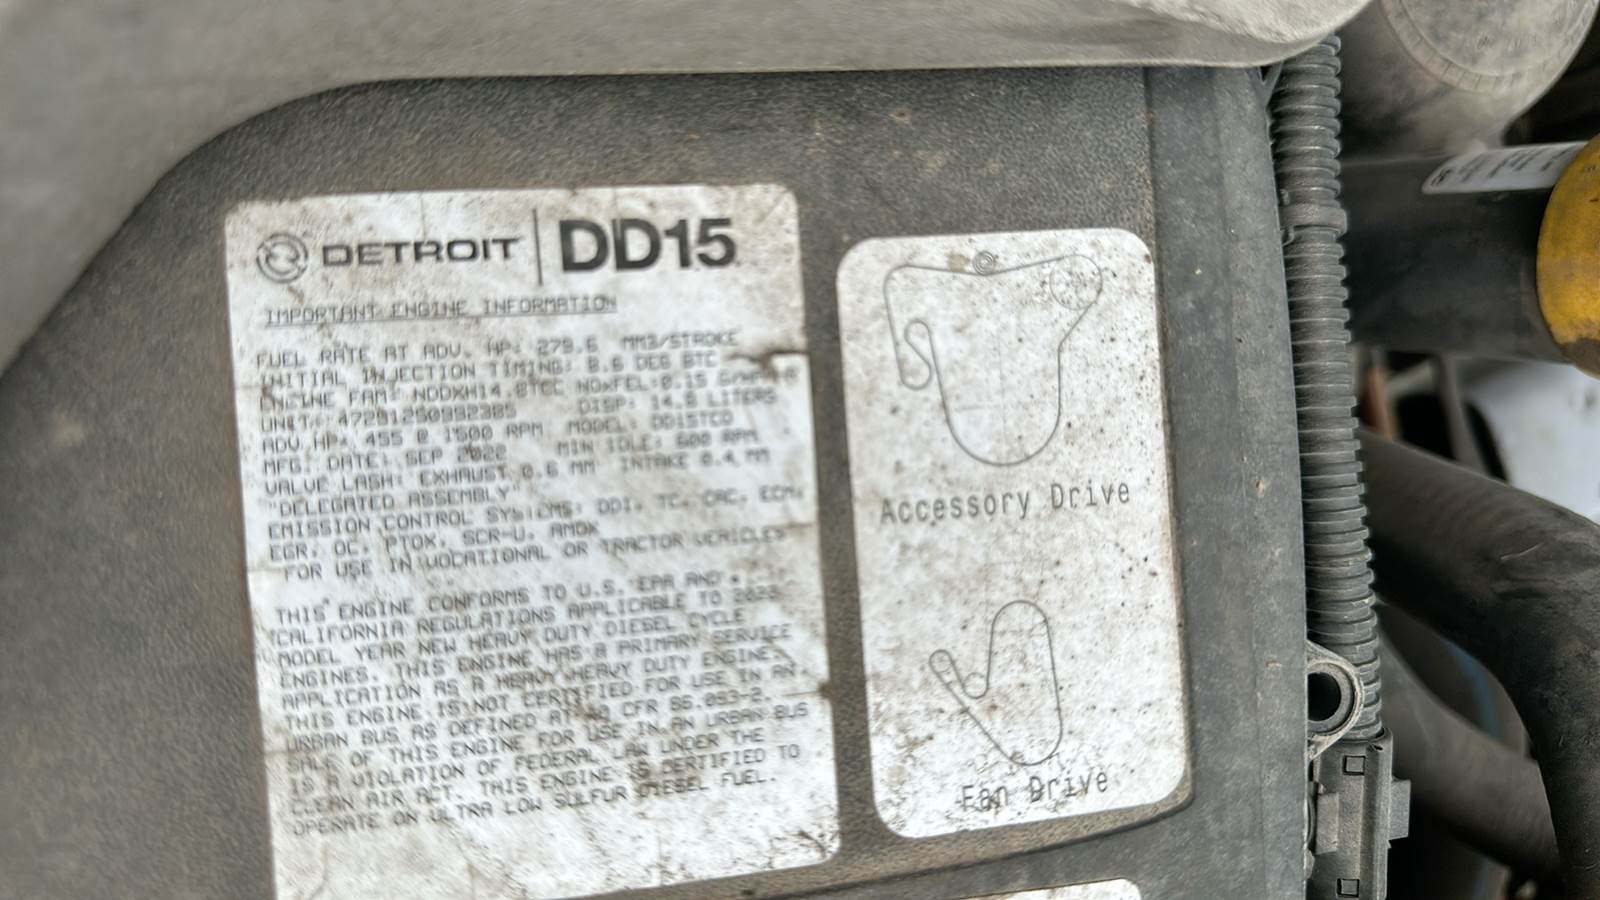 DETROIT DD15
IMPORTANT ENGINE INFORMATION
FUEL RATE AT ADV. HP: 279.6 MM3/STROKE
INITIAL INJECTION TIMING: 8.6 DEG BTC
ENGINE FAM: NDDXH14.8TCC NOXFEL:0.15
UNIT: DISP: 14.8 LITERS
ADV HP: 455 @ 1500 RPM MODEL: DD15TCD
MFG. DATE: SEP 2022 MIN IDLE: 600 RPM
VALVE LASH: EXHAUST 0.6 MM INTAKE 0.4 MM
"DELEGATED ASSEMBLY"
EMISSION CONTROL SYSTEMS: DDI, TC, CAC, ECM,
EGR, OC, PTOX, SCR-U, AMOX
FOR USE IN VOCATIONAL OR TRACTOR VEHICLES
THIS ENGINE CONFORMS TO U.S. EPA AND
CALIFORNIA REGULATIONS APPLICABLE TO
MODEL YEAR NEW HEAVY DUTY DIESEL CYCLE
ENGINES. THIS ENGINE HAS A PRIMARY SERVICE
APPLICATION AS A HEAVY HEAVY DUTY ENGINE.
THIS ENGINE IS NOT CERTIFIED FOR USE IN AN
URBAN BUS AS DEFINED AT CFR 86.093-2.
SALE OF THIS ENGINE FOR USE IN AN URBAN BUS
IS A VIOLATION OF FEDERAL LAW UNDER THE
CLEAN AIR ACT. THIS ENGINE IS CERTIFIED TO
OPERATE ON ULTRA LOW SULFUR DIESEL FUEL.
Accessory Drive
Fan Drive